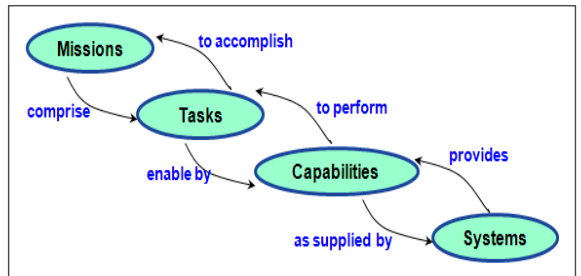 Missions
to accomplish
comprise
Tasks
to perform
enable by
Capabilities
provides
as supplied by
Systems